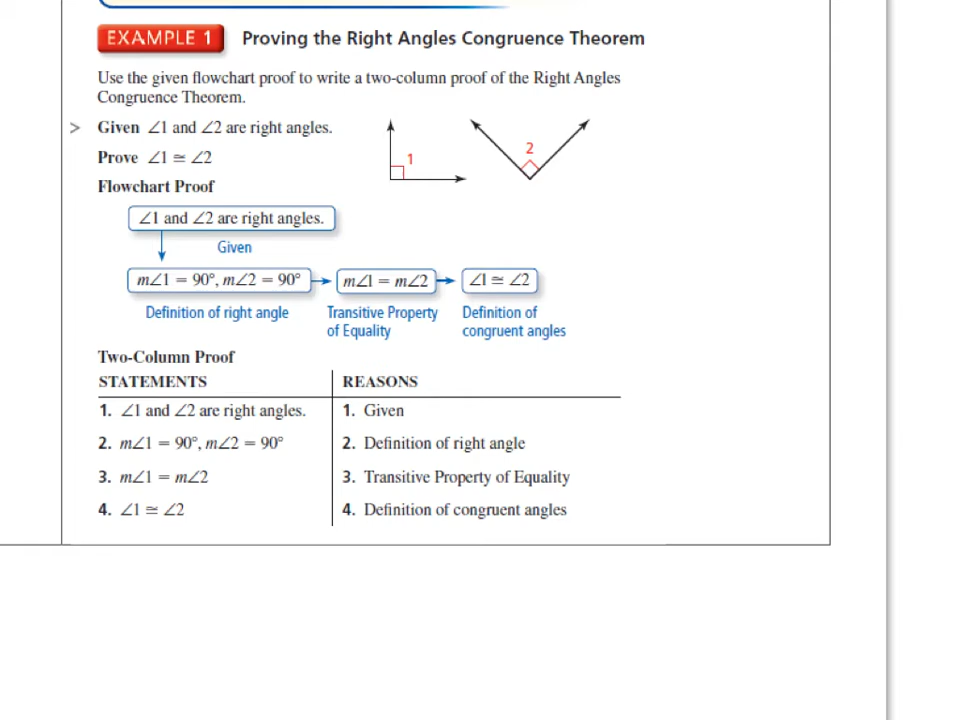 EXAMPLE 1 Proving the Right Angles Congruence Theorem
Use the given flowchart proof to write a two-column proof of the Right Angles
Congruence Theorem.
> Given ∠1 and ∠2 are right angles.
Prove ∠1 ≅ ∠2
1
2
Flowchart Proof
∠1 and ∠2 are right angles.
Given
m∠1 = 90°, m∠2 = 90° m∠1 = m∠2 ∠1 ≅ ∠2
Definition of right angle Transitive Property Definition of
of Equality congruent angles
Two-Column Proof
STATEMENTS REASONS
1. ∠1 and ∠2 are right angles. 1. Given
2. m∠1 = 90°, m∠2 = 90° 2. Definition of right angle
3. m∠1 = m∠2 3. Transitive Property of Equality
4. ∠1 ≅ ∠2 4. Definition of congruent angles